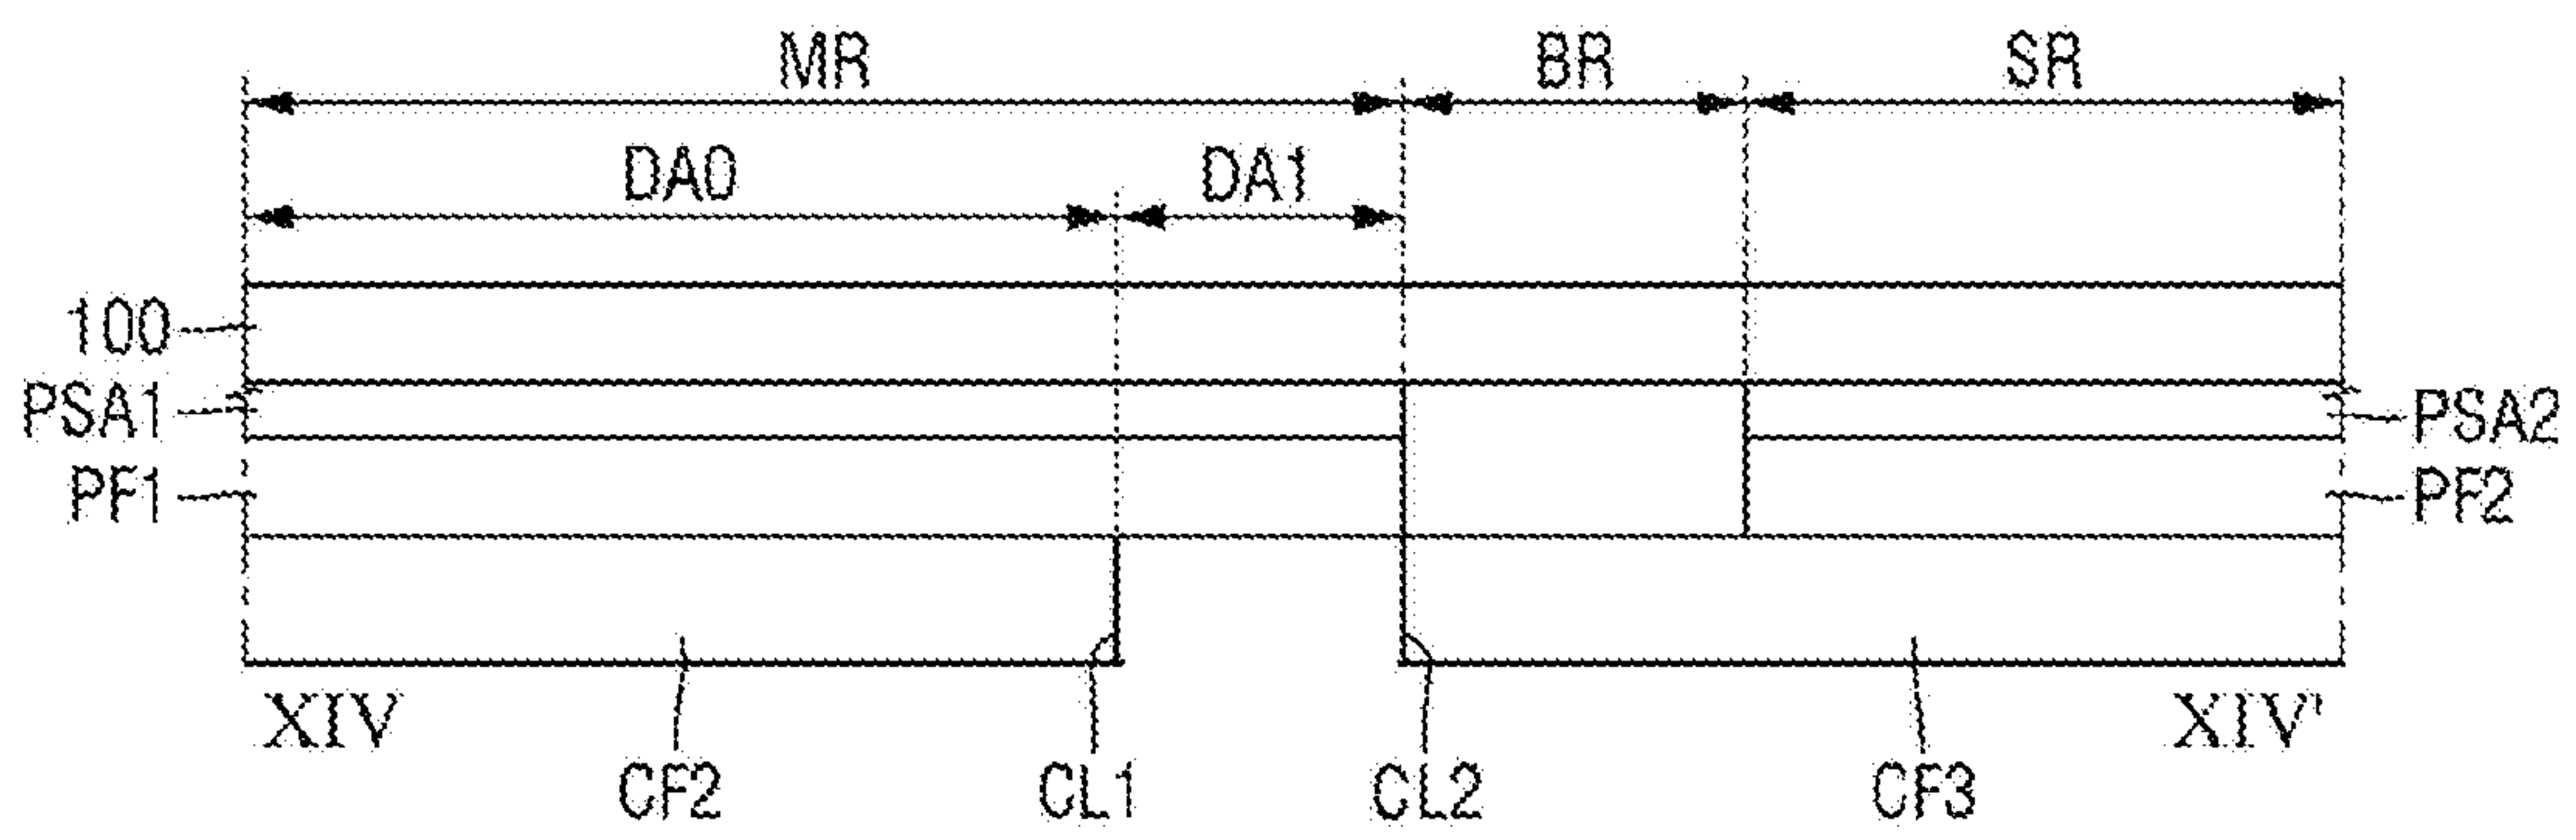 MR BR SR
DA0 DA1
100
PSA1 PSA2
PF1 PF2
XIV XIV'
CF2 CL1 CL2 CF3